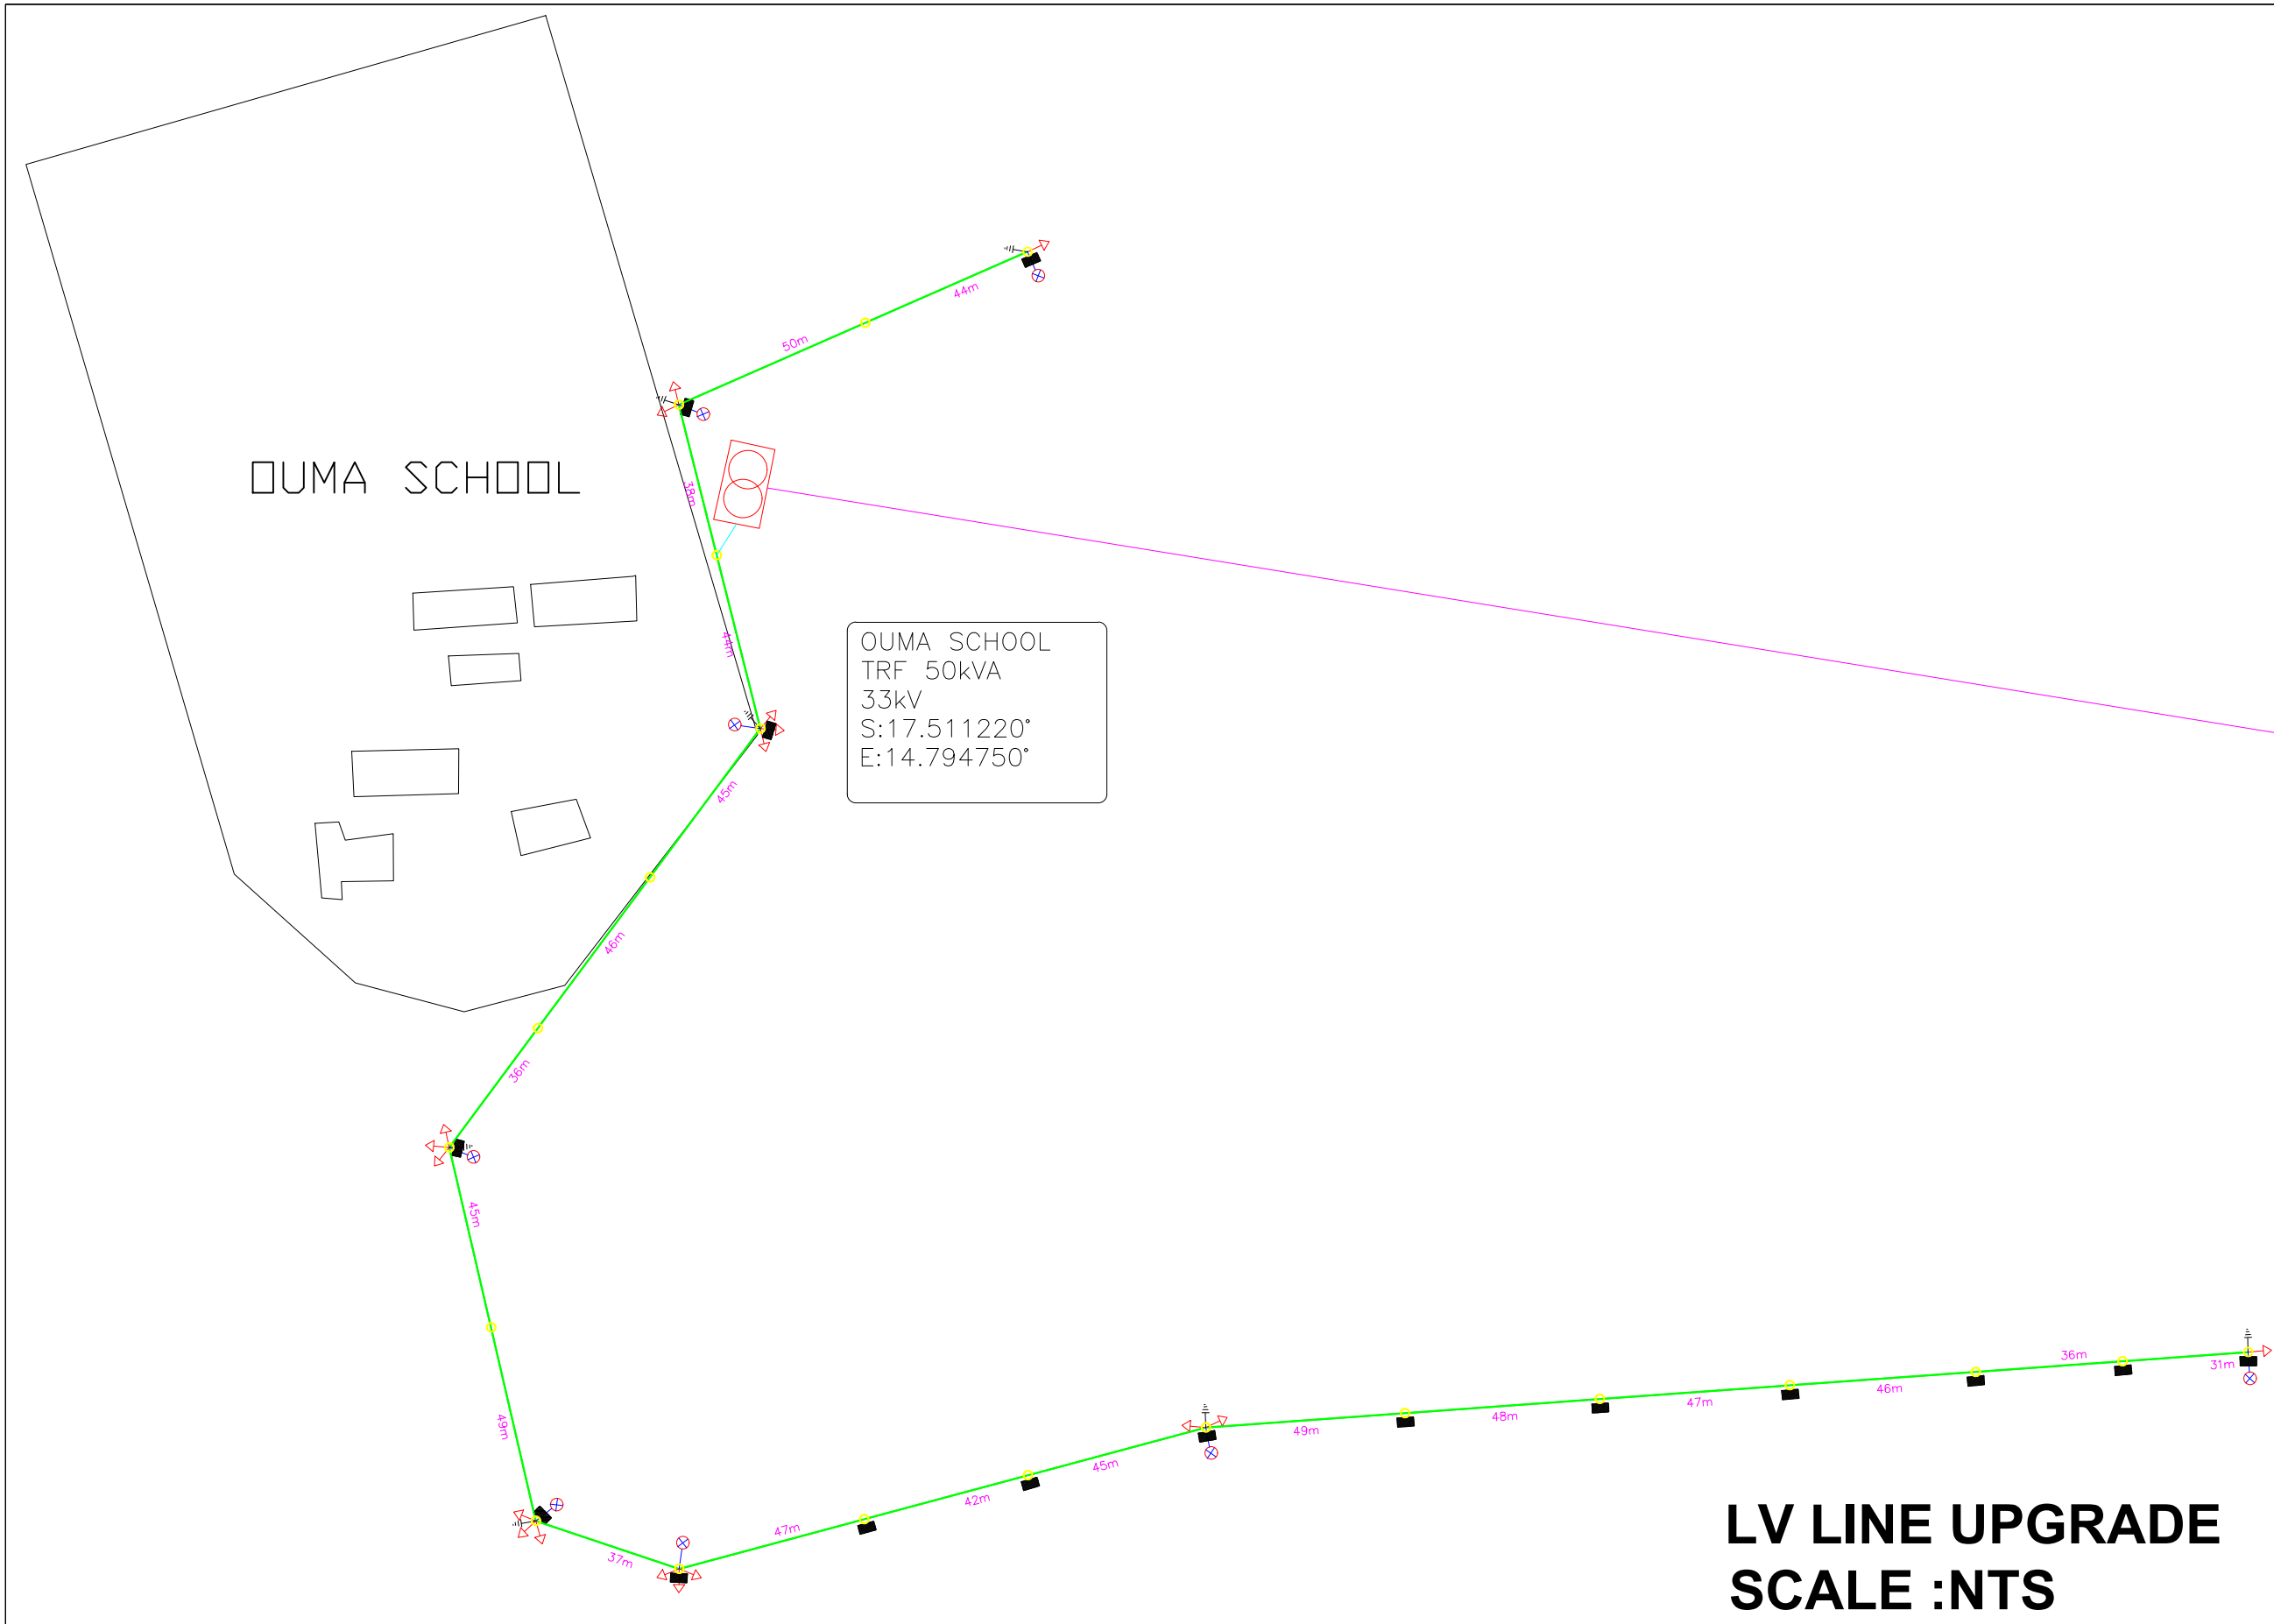 44m
50m
OUMA SCHOOL
38m
44m
OUMA SCHOOL
TRF 50kVA
33kV
S:17.511220°
E:14.794750°
45m
46m
36m
45m
49m
37m
47m
42m
45m
49m
48m
47m
46m
36m
31m
LV LINE UPGRADE
SCALE :NTS